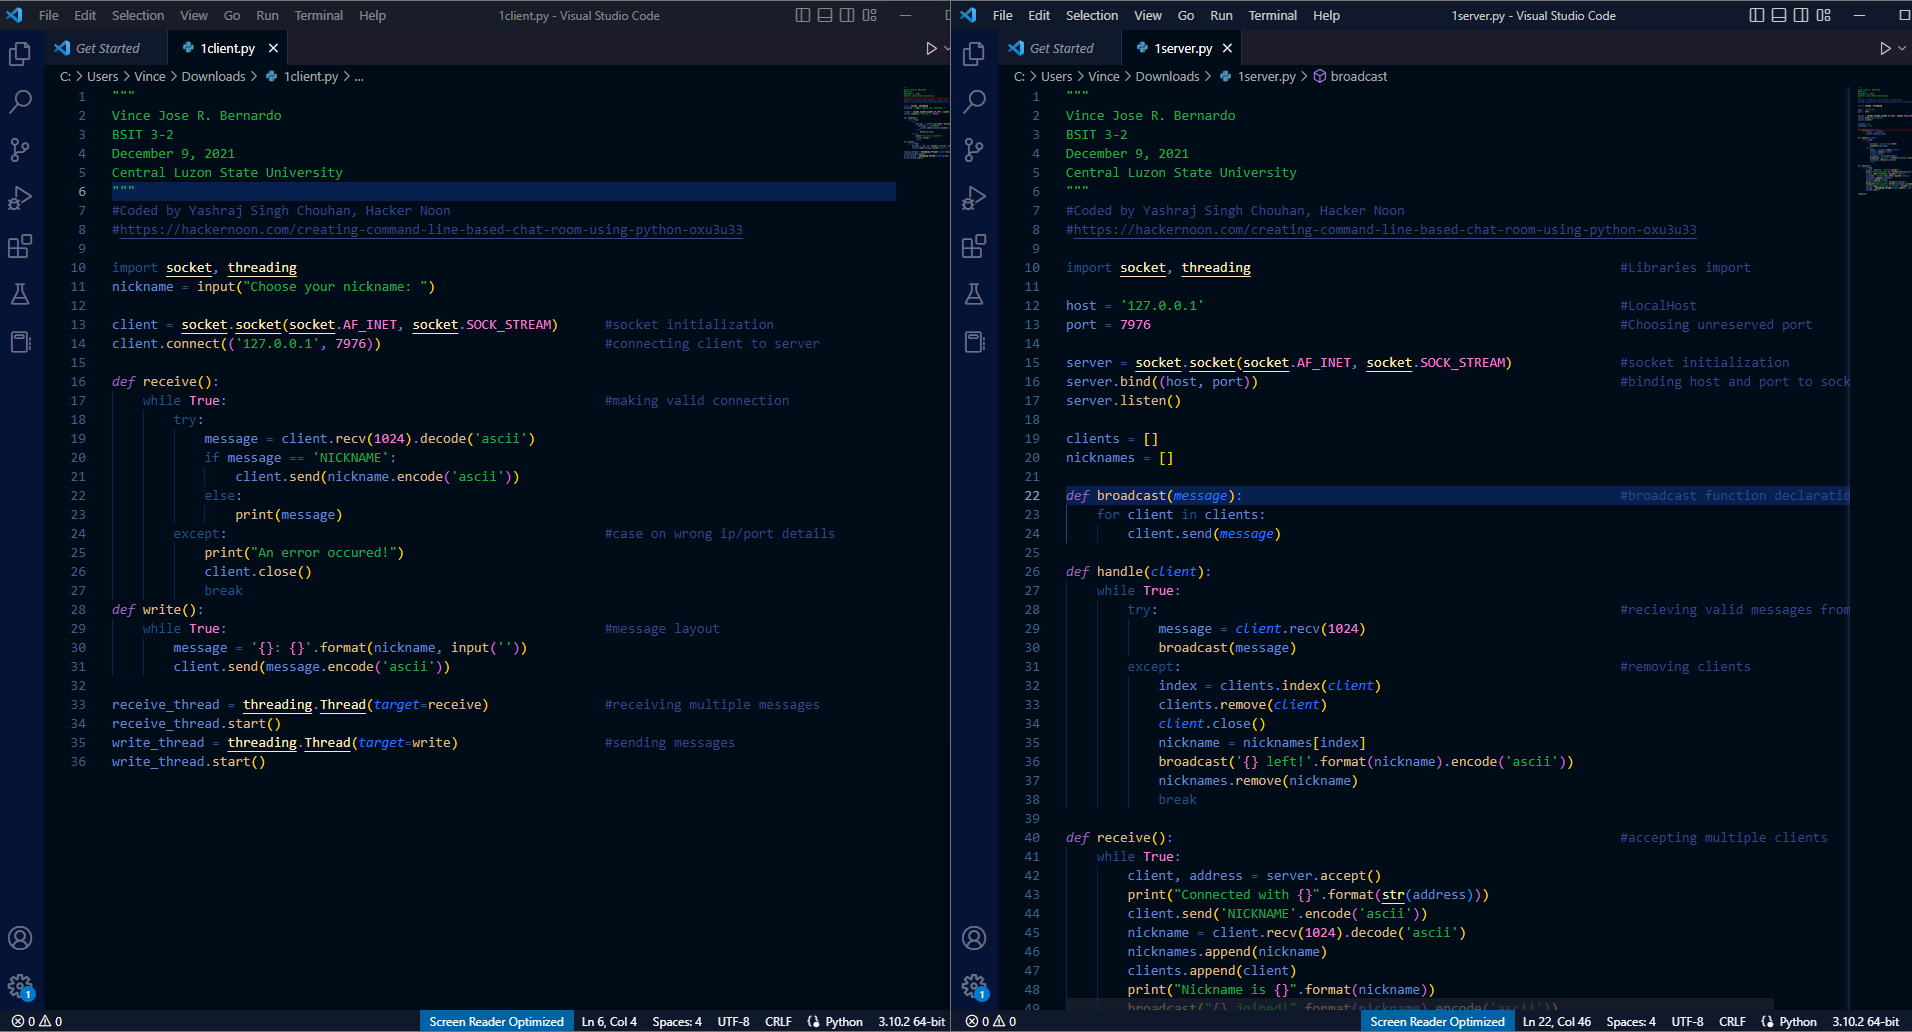 File Edit Selection View Go Run Terminal Help 1client.py - Visual Studio Code
Get Started 1client.py
C: > Users > Vince > Downloads > 1client.py > ...
1 """
2 Vince Jose R. Bernardo
3 BSIT 3-2
4 December 9, 2021
5 Central Luzon State University
6 """
7 #Coded by Yashraj Singh Chouhan, Hacker Noon
8 #https://hackernoon.com/creating-command-line-based-chat-room-using-python-oxu3u33
9
10 import socket, threading
11 nickname = input("Choose your nickname: ")
12
13 client = socket.socket(socket.AF_INET, socket.SOCK_STREAM) #socket initialization
14 client.connect(('127.0.0.1', 7976)) #connecting client to server
15
16 def receive():
17 while True: #making valid connection
18 try:
19 message = client.recv(1024).decode('ascii')
20 if message == 'NICKNAME':
21 client.send(nickname.encode('ascii'))
22 else:
23 print(message)
24 except: #case on wrong ip/port details
25 print("An error occured!")
26 client.close()
27 break
28 def write():
29 while True: #message layout
30 message = '{}: {}'.format(nickname, input(''))
31 client.send(message.encode('ascii'))
32
33 receive_thread = threading.Thread(target=receive) #receiving multiple messages
34 receive_thread.start()
35 write_thread = threading.Thread(target=write) #sending messages
36 write_thread.start()
1
0 0 Screen Reader Optimized Ln 6, Col 4 Spaces: 4 UTF-8 CRLF Python 3.10.2 64-bit
File Edit Selection View Go Run Terminal Help 1server.py - Visual Studio Code
Get Started 1server.py
C: > Users > Vince > Downloads > 1server.py > broadcast
1 """
2 Vince Jose R. Bernardo
3 BSIT 3-2
4 December 9, 2021
5 Central Luzon State University
6 """
7 #Coded by Yashraj Singh Chouhan, Hacker Noon
8 #https://hackernoon.com/creating-command-line-based-chat-room-using-python-oxu3u33
9
10 import socket, threading #Libraries import
11
12 host = '127.0.0.1' #LocalHost
13 port = 7976 #Choosing unreserved port
14
15 server = socket.socket(socket.AF_INET, socket.SOCK_STREAM) #socket initialization
16 server.bind((host, port)) #binding host and port to sock
17 server.listen()
18
19 clients = []
20 nicknames = []
21
22 def broadcast(message): #broadcast function declaratio
23 for client in clients:
24 client.send(message)
25
26 def handle(client):
27 while True:
28 try: #recieving valid messages from
29 message = client.recv(1024)
30 broadcast(message)
31 except: #removing clients
32 index = clients.index(client)
33 clients.remove(client)
34 client.close()
35 nickname = nicknames[index]
36 broadcast('{} left!'.format(nickname).encode('ascii'))
37 nicknames.remove(nickname)
38 break
39
40 def receive(): #accepting multiple clients
41 while True:
42 client, address = server.accept()
43 print("Connected with {}".format(str(address)))
44 client.send('NICKNAME'.encode('ascii'))
45 nickname = client.recv(1024).decode('ascii')
46 nicknames.append(nickname)
47 clients.append(client)
48 print("Nickname is {}".format(nickname))
49 broadcast("{} joined!".format(nickname).encode('ascii'))
1
0 0 Screen Reader Optimized Ln 22, Col 46 Spaces: 4 UTF-8 CRLF Python 3.10.2 64-bit